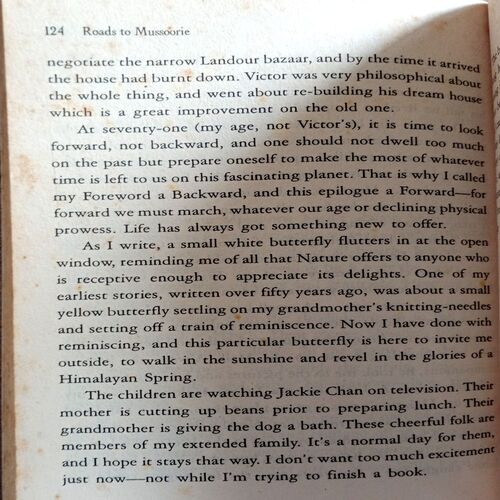 124 Roads to Mussoorie
negotiate the narrow Landour bazaar, and by the time it arrived
the house had burnt down. Victor was very philosophical about
the whole thing, and went about re-building his dream house
which is a great improvement on the old one.
At seventy-one (my age, not Victor's), it is time to look
forward, not backward, and one should not dwell too much
on the past but prepare oneself to make the most of whatever
time is left to us on this fascinating planet. That is why I called
my Foreword a Backward, and this epilogue a Forward—for
forward we must march, whatever our age or declining physical
prowess. Life has always got something new to offer.
As I write, a small white butterfly flutters in at the open
window, reminding me of all that Nature offers to anyone who
is receptive enough to appreciate its delights. One of my
earliest stories, written over fifty years ago, was about a small
yellow butterfly settling on my grandmother's knitting-needles
and setting off a train of reminiscence. Now I have done with
reminiscing, and this particular butterfly is here to invite me
outside, to walk in the sunshine and revel in the glories of a
Himalayan Spring.
The children are watching Jackie Chan on television. Their
mother is cutting up beans prior to preparing lunch. Their
grandmother is giving the dog a bath. These cheerful folk are
members of my extended family. It's a normal day for them,
and I hope it stays that way. I don't want too much excitement
just now—not while I'm trying to finish a book.